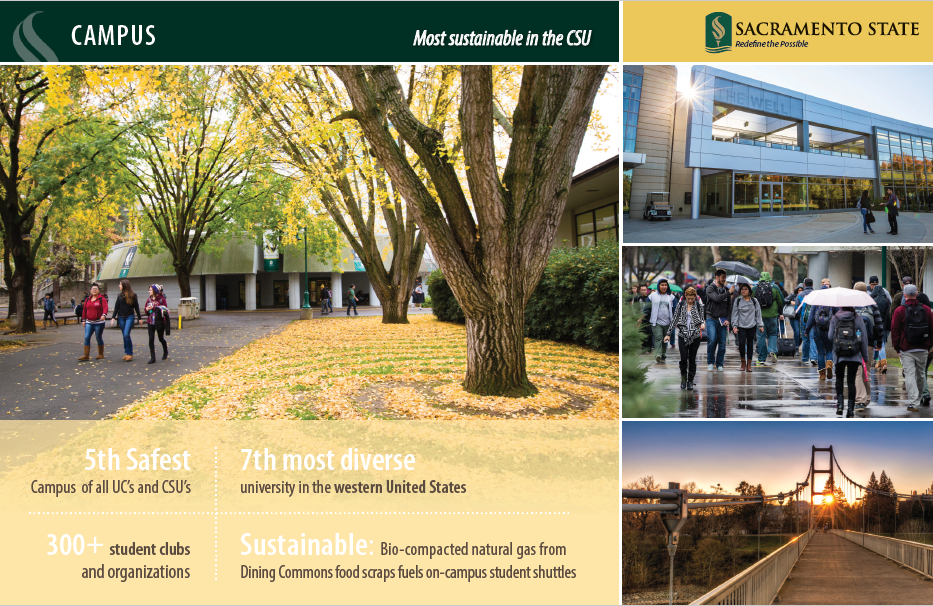 CAMPUS
Most sustainable in the CSU
SACRAMENTO STATE
Redefine the Possible
THE WELL
5th Safest
Campus of all UC's and CSU's
7th most diverse
university in the western United States
300+ student clubs
and organizations
Sustainable: Bio-compacted natural gas from
Dining Commons food scraps fuels on-campus student shuttles